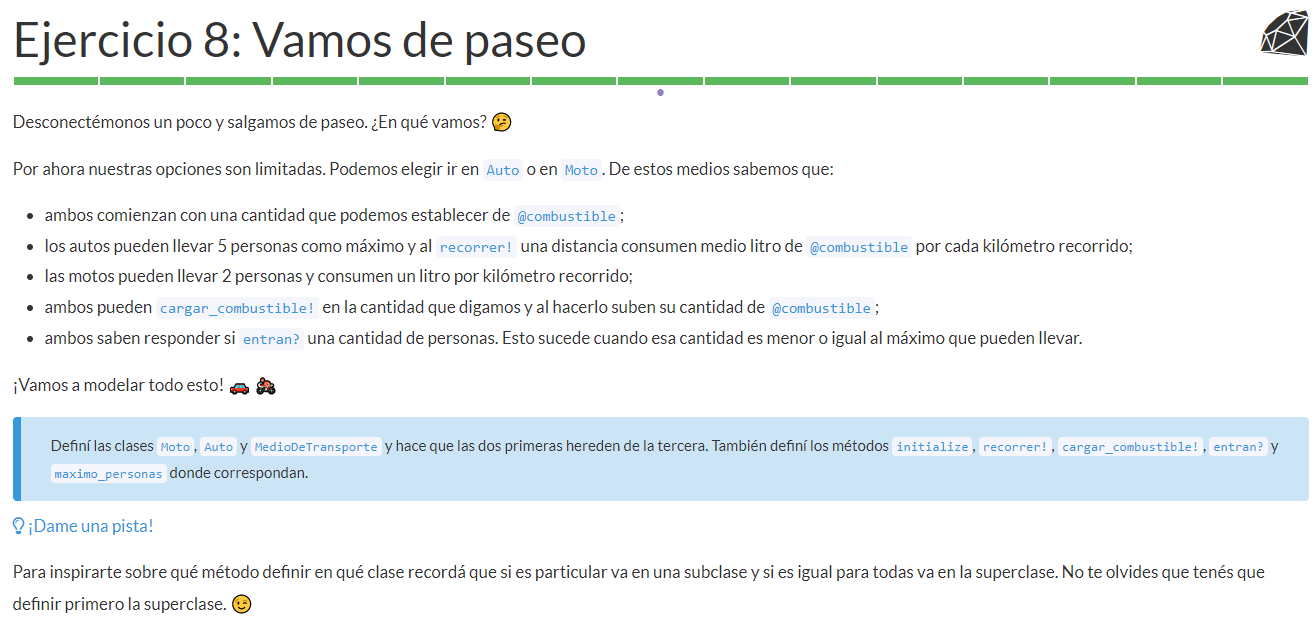 Ejercicio 8: Vamos de paseo
Desconectémonos un poco y salgamos de paseo. ¿En qué vamos? 🤔
Por ahora nuestras opciones son limitadas. Podemos elegir ir en Auto o en Moto. De estos medios sabemos que:
• ambos comienzan con una cantidad que podemos establecer de @combustible;
• los autos pueden llevar 5 personas como máximo y al recorrer! una distancia consumen medio litro de @combustible por cada kilómetro recorrido;
• las motos pueden llevar 2 personas y consumen un litro por kilómetro recorrido;
• ambos pueden cargar_combustible! en la cantidad que digamos y al hacerlo suben su cantidad de @combustible;
• ambos saben responder si entran? una cantidad de personas. Esto sucede cuando esa cantidad es menor o igual al máximo que pueden llevar.
¡Vamos a modelar todo esto! 🚗 🏍️
Definí las clases Moto, Auto y MedioDeTransporte y hace que las dos primeras hereden de la tercera. También definí los métodos initialize, recorrer!, cargar_combustible!, entran? y
maximo_personas donde correspondan.
¡Dame una pista!
Para inspirarte sobre qué método definir en qué clase recordá que si es particular va en una subclase y si es igual para todas va en la superclase. No te olvides que tenés que
definir primero la superclase. 😉